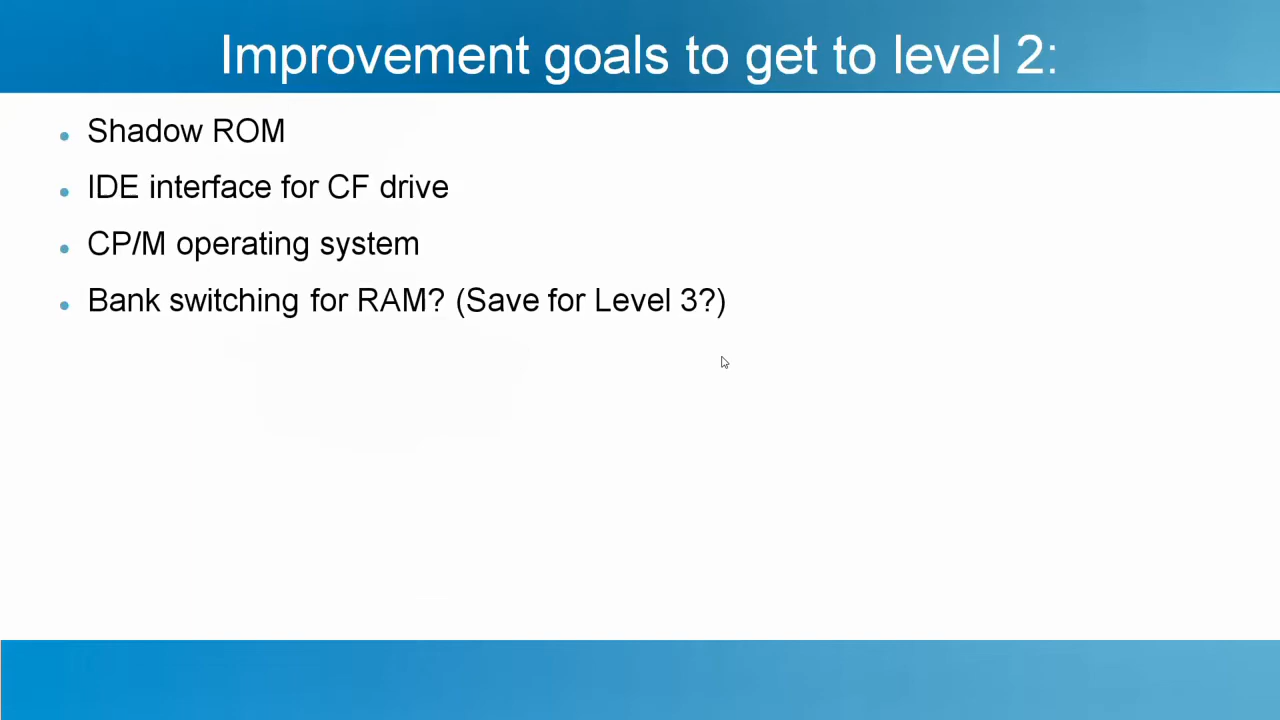 Improvement goals to get to level 2:
Shadow ROM
IDE interface for CF drive
CP/M operating system
Bank switching for RAM? (Save for Level 3?)